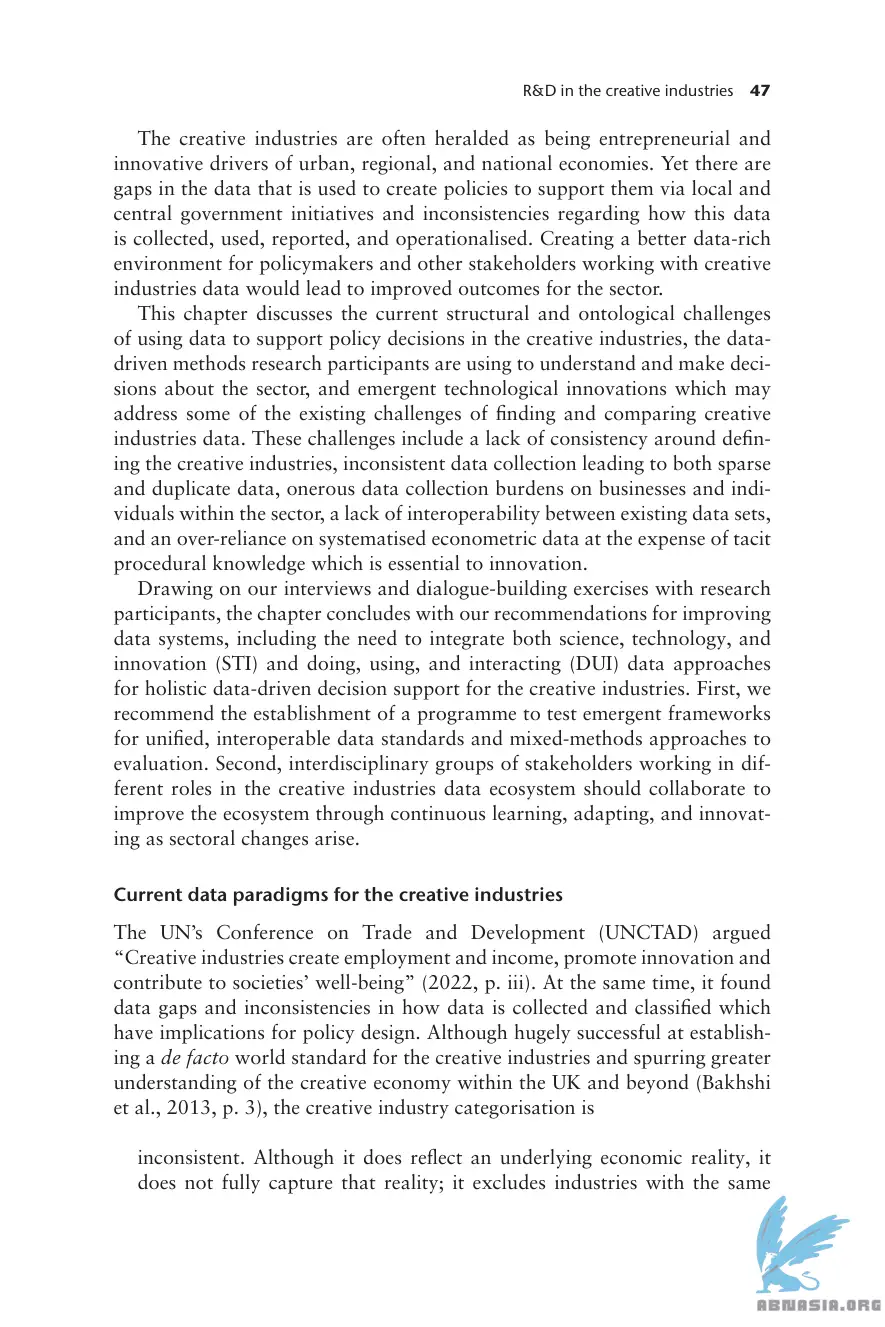 R&D in the creative industries 47
The creative industries are often heralded as being entrepreneurial and
innovative drivers of urban, regional, and national economies. Yet there are
gaps in the data that is used to create policies to support them via local and
central government initiatives and inconsistencies regarding how this data
is collected, used, reported, and operationalised. Creating a better data-rich
environment for policymakers and other stakeholders working with creative
industries data would lead to improved outcomes for the sector.
This chapter discusses the current structural and ontological challenges
of using data to support policy decisions in the creative industries, the data-
driven methods research participants are using to understand and make deci-
sions about the sector, and emergent technological innovations which may
address some of the existing challenges of finding and comparing creative
industries data. These challenges include a lack of consistency around defin-
ing the creative industries, inconsistent data collection leading to both sparse
and duplicate data, onerous data collection burdens on businesses and indi-
viduals within the sector, a lack of interoperability between existing data sets,
and an over-reliance on systematised econometric data at the expense of tacit
procedural knowledge which is essential to innovation.
Drawing on our interviews and dialogue-building exercises with research
participants, the chapter concludes with our recommendations for improving
data systems, including the need to integrate both science, technology, and
innovation (STI) and doing, using, and interacting (DUI) data approaches
for holistic data-driven decision support for the creative industries. First, we
recommend the establishment of a programme to test emergent frameworks
for unified, interoperable data standards and mixed-methods approaches to
evaluation. Second, interdisciplinary groups of stakeholders working in dif-
ferent roles in the creative industries data ecosystem should collaborate to
improve the ecosystem through continuous learning, adapting, and innovat-
ing as sectoral changes arise.
Current data paradigms for the creative industries
The UN's Conference on Trade and Development (UNCTAD) argued
"Creative industries create employment and income, promote innovation and
contribute to societies' well-being" (2022, p. iii). At the same time, it found
data gaps and inconsistencies in how data is collected and classified which
have implications for policy design. Although hugely successful at establish-
ing a de facto world standard for the creative industries and spurring greater
understanding of the creative economy within the UK and beyond (Bakhshi
et al., 2013, p. 3), the creative industry categorisation is
inconsistent. Although it does reflect an underlying economic reality, it
does not fully capture that reality; it excludes industries with the same
ABNASIA.ORG